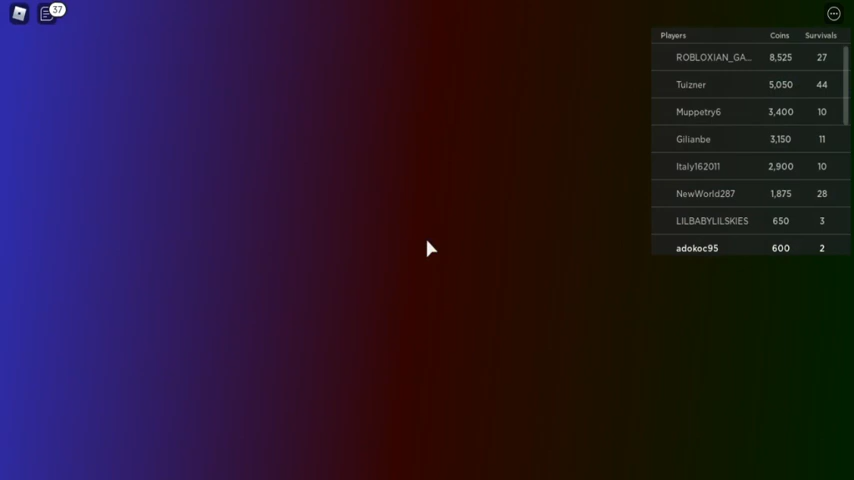 37
Players Coins Survivals
ROBLOXIAN_GA... 8,525 27
Tuizner 5,050 44
Muppetry6 3,400 10
Gilianbe 3,150 11
Italy162011 2,900 10
NewWorld287 1,875 28
LILBABYLILSKIES 650 3
adokoc95 600 2